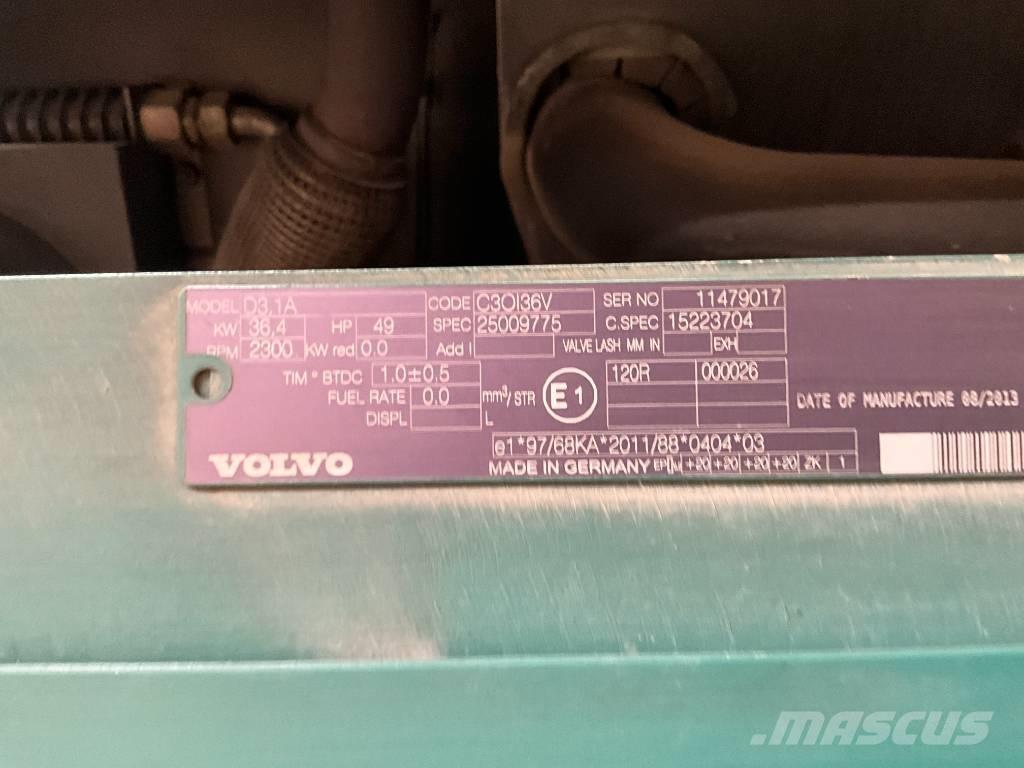 MODEL D3,1A CODE C3OI36V SER NO 11479017
KW 36,4 HP 49 SPEC 25009775 C.SPEC 15223704
RPM 2300 KW red 0.0 Add I VALVE LASH MM IN EXH
TIM ° BTDC 1.0±0.5 E1 120R 000026
FUEL RATE 0.0 mm³/STR
DISPL L
DATE OF MANUFACTURE 08/2013
e1*97/68KA*2011/88*0404*03
VOLVO MADE IN GERMANY +20 +20 +20 +20 ZK 1
MASCUS